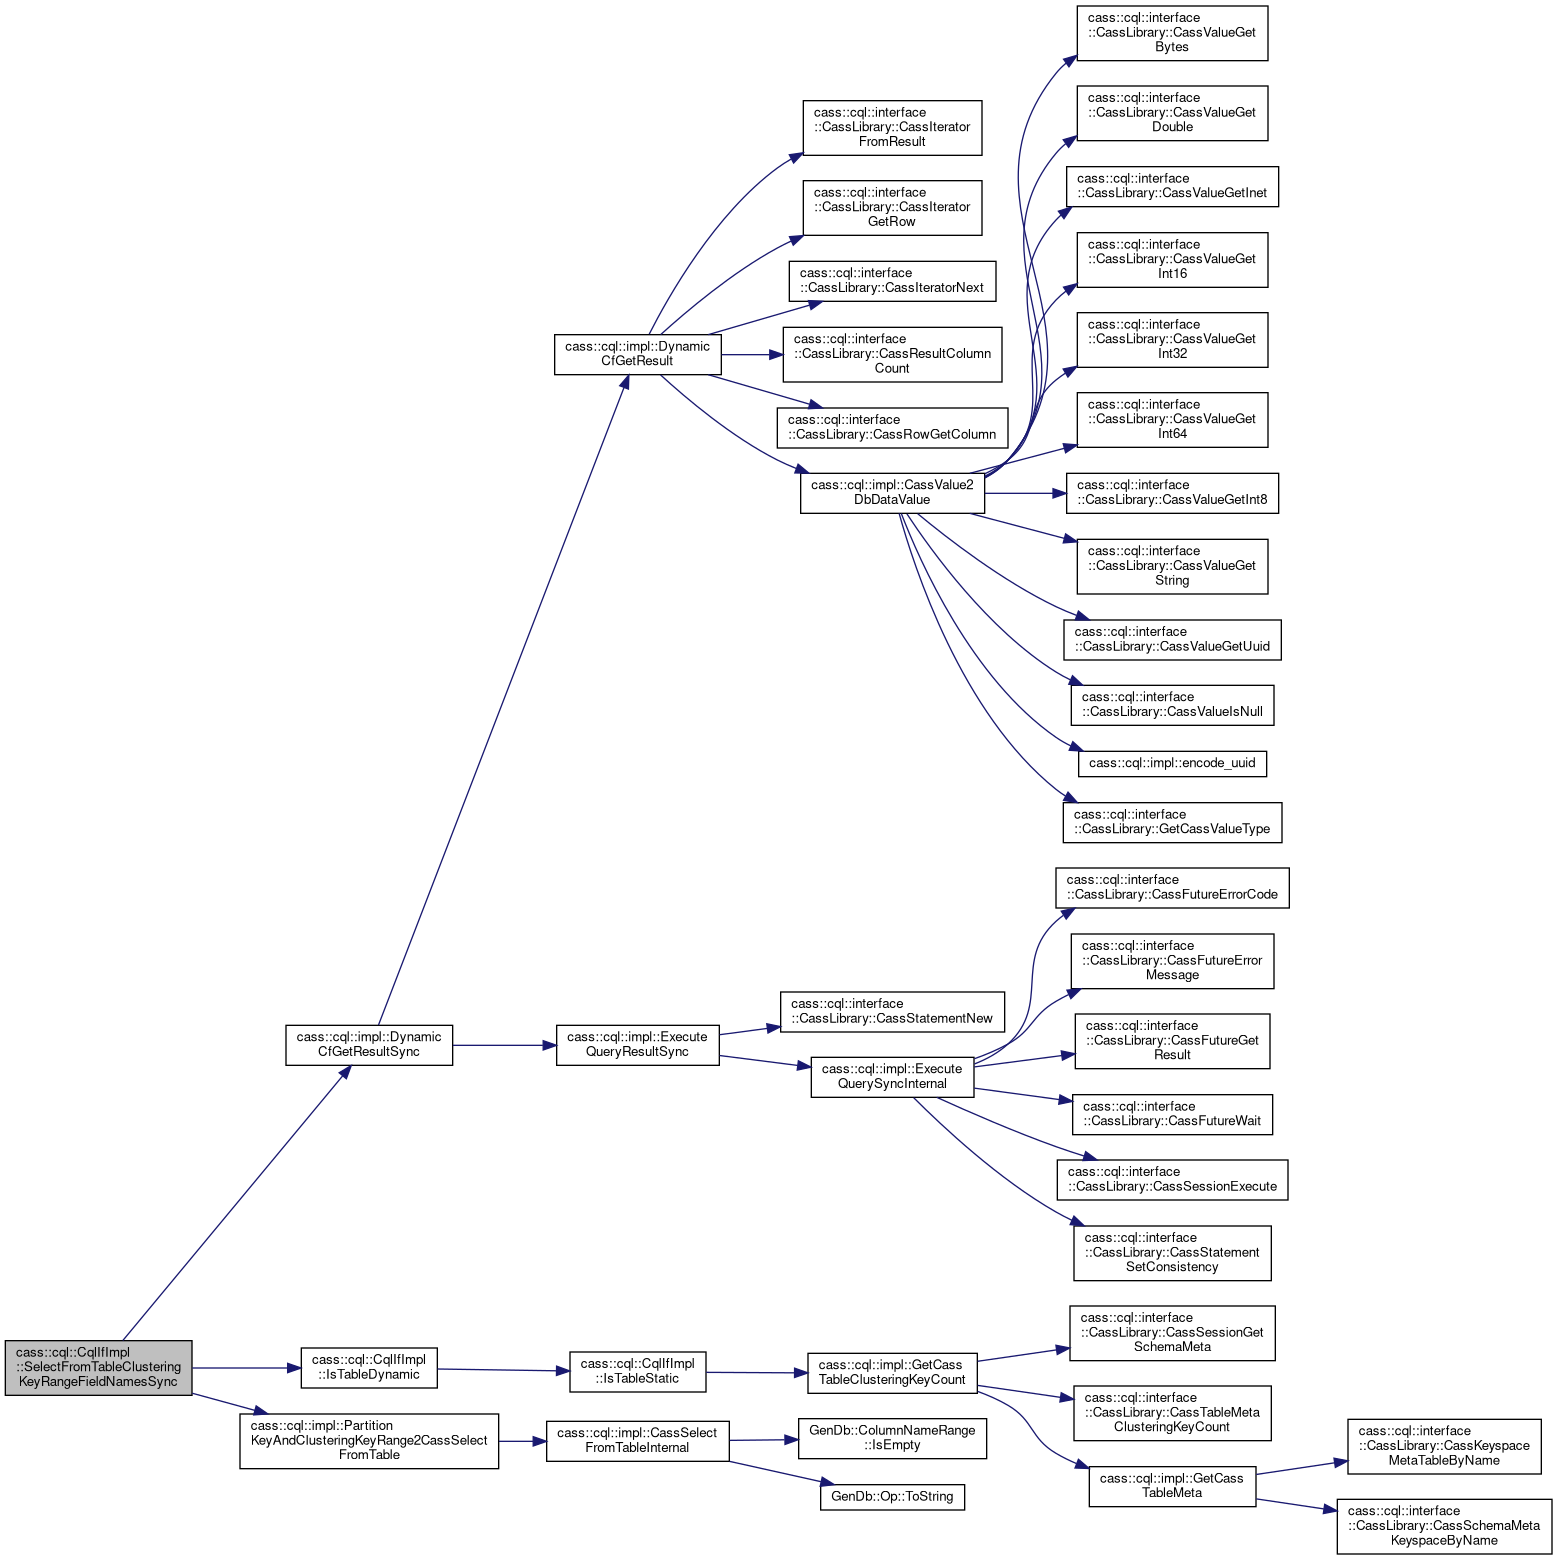 cass::cql::interface
::CassLibrary::CassValueGet
Bytes
cass::cql::interface
::CassLibrary::CassValueGet
Double
cass::cql::interface
::CassLibrary::CassIterator
FromResult
cass::cql::interface
::CassLibrary::CassValueGetInet
cass::cql::interface
::CassLibrary::CassIterator
GetRow
cass::cql::interface
::CassLibrary::CassValueGet
Int16
cass::cql::interface
::CassLibrary::CassIteratorNext
cass::cql::interface
::CassLibrary::CassValueGet
Int32
cass::cql::impl::Dynamic
CfGetResult
cass::cql::interface
::CassLibrary::CassResultColumn
Count
cass::cql::interface
::CassLibrary::CassValueGet
Int64
cass::cql::interface
::CassLibrary::CassRowGetColumn
cass::cql::impl::CassValue2
DbDataValue
cass::cql::interface
::CassLibrary::CassValueGetInt8
cass::cql::interface
::CassLibrary::CassValueGet
String
cass::cql::interface
::CassLibrary::CassValueGetUuid
cass::cql::interface
::CassLibrary::CassValueIsNull
cass::cql::impl::encode_uuid
cass::cql::interface
::CassLibrary::GetCassValueType
cass::cql::interface
::CassLibrary::CassFutureErrorCode
cass::cql::interface
::CassLibrary::CassFutureError
Message
cass::cql::interface
::CassLibrary::CassStatementNew
cass::cql::interface
::CassLibrary::CassFutureGet
Result
cass::cql::impl::Dynamic
CfGetResultSync
cass::cql::impl::Execute
QueryResultSync
cass::cql::impl::Execute
QuerySyncInternal
cass::cql::interface
::CassLibrary::CassFutureWait
cass::cql::interface
::CassLibrary::CassSessionExecute
cass::cql::interface
::CassLibrary::CassStatement
SetConsistency
cass::cql::interface
::CassLibrary::CassSessionGet
SchemaMeta
cass::cql::CqlIfImpl
::SelectFromTableClustering
KeyRangeFieldNamesSync
cass::cql::CqlIfImpl
::IsTableDynamic
cass::cql::CqlIfImpl
::IsTableStatic
cass::cql::impl::GetCass
TableClusteringKeyCount
cass::cql::interface
::CassLibrary::CassTableMeta
ClusteringKeyCount
cass::cql::impl::Partition
KeyAndClusteringKeyRange2CassSelect
FromTable
cass::cql::impl::CassSelect
FromTableInternal
GenDb::ColumnNameRange
::IsEmpty
cass::cql::interface
::CassLibrary::CassKeyspace
MetaTableByName
cass::cql::impl::GetCass
TableMeta
GenDb::Op::ToString
cass::cql::interface
::CassLibrary::CassSchemaMeta
KeyspaceByName